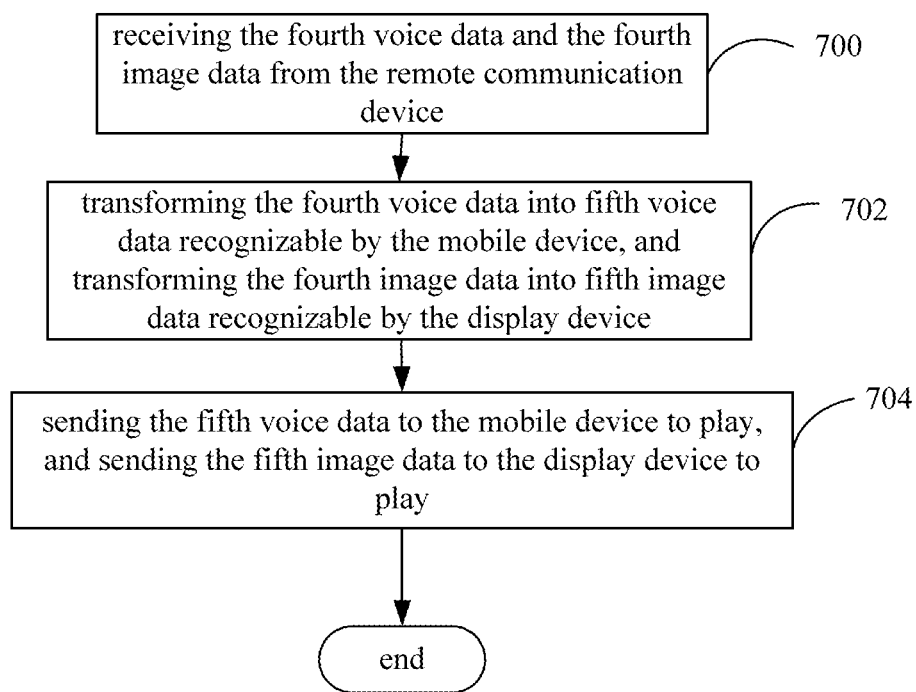 receiving the fourth voice data and the fourth
image data from the remote communication
device
700
transforming the fourth voice data into fifth voice
data recognizable by the mobile device, and
transforming the fourth image data into fifth image
data recognizable by the display device
702
sending the fifth voice data to the mobile device to play,
and sending the fifth image data to the display device to
play
704
end